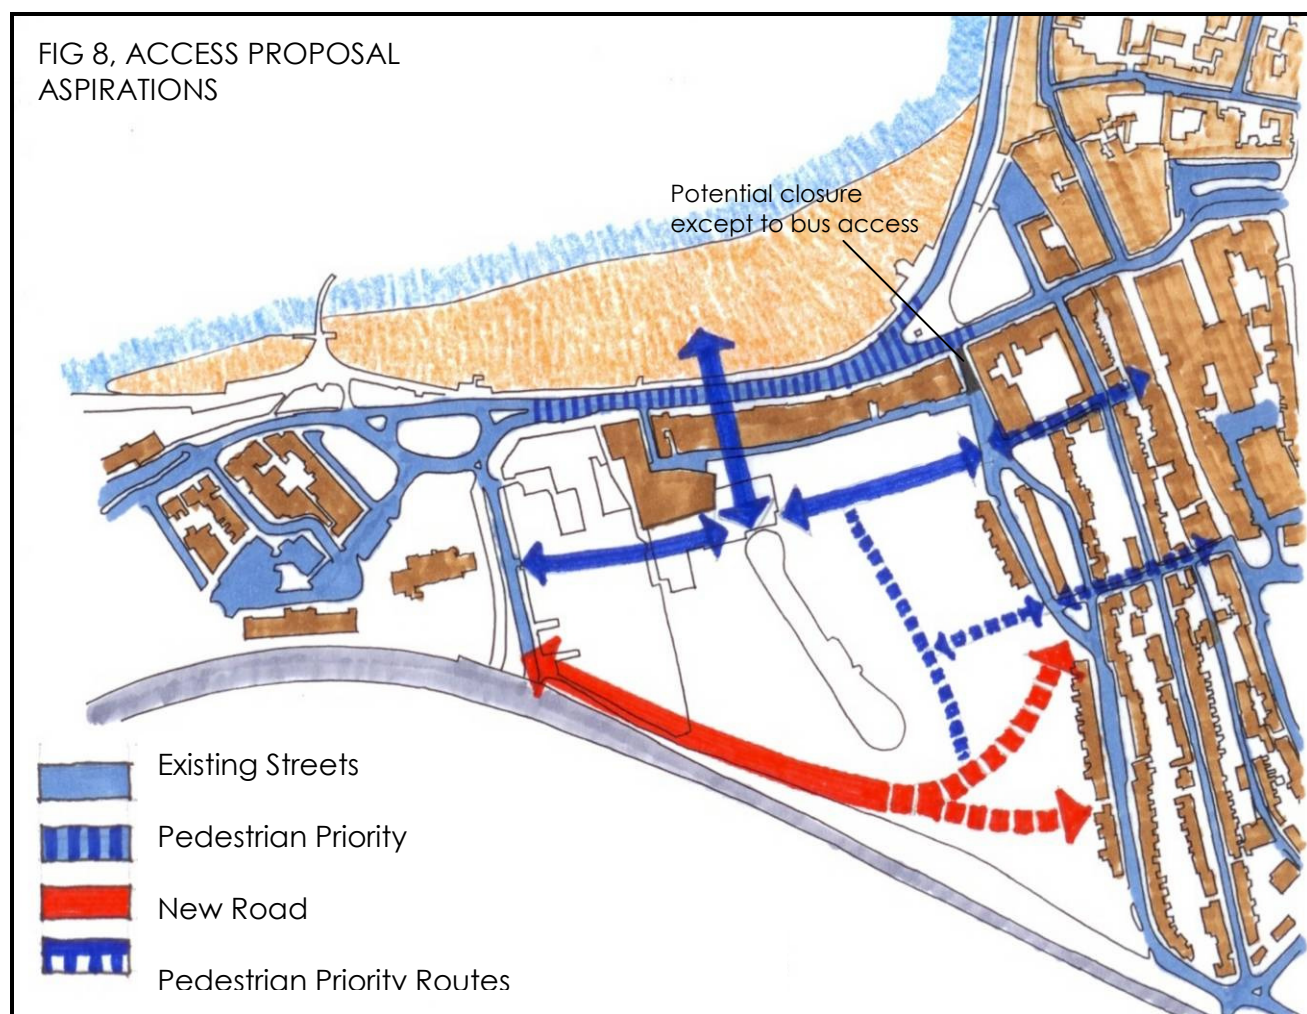 FIG 8, ACCESS PROPOSAL
ASPIRATIONS
Potential closure
except to bus access
Existing Streets
Pedestrian Priority
New Road
Pedestrian Priority Routes